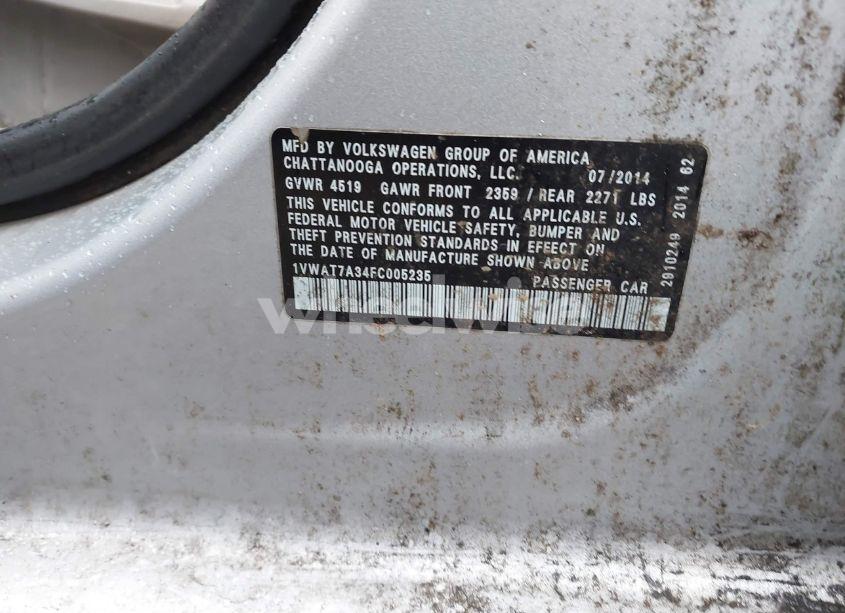 MFD BY VOLKSWAGEN GROUP OF AMERICA
CHATTANOOGA OPERATIONS, LLC. 07/2014
GVWR 4519 GAWR FRONT 2359 / REAR 2271 LBS
THIS VEHICLE CONFORMS TO ALL APPLICABLE U.S.
FEDERAL MOTOR VEHICLE SAFETY, BUMPER AND
THEFT PREVENTION STANDARDS IN EFFECT ON
THE DATE OF MANUFACTURE SHOWN ABOVE
1VWAT7A34FC005235 PASSENGER CAR
2910249 2014 62
wheelwise